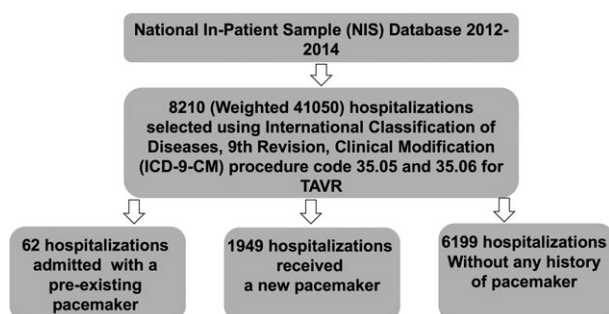 National In-Patient Sample (NIS) Database 2012-
2014
8210 (Weighted 41050) hospitalizations
selected using International Classification of
Diseases, 9th Revision, Clinical Modification
(ICD-9-CM) procedure code 35.05 and 35.06 for
TAVR
62 hospitalizations
admitted with a
pre-existing
pacemaker
1949 hospitalizations
received
a new pacemaker
6199 hospitalizations
Without any history
of pacemaker